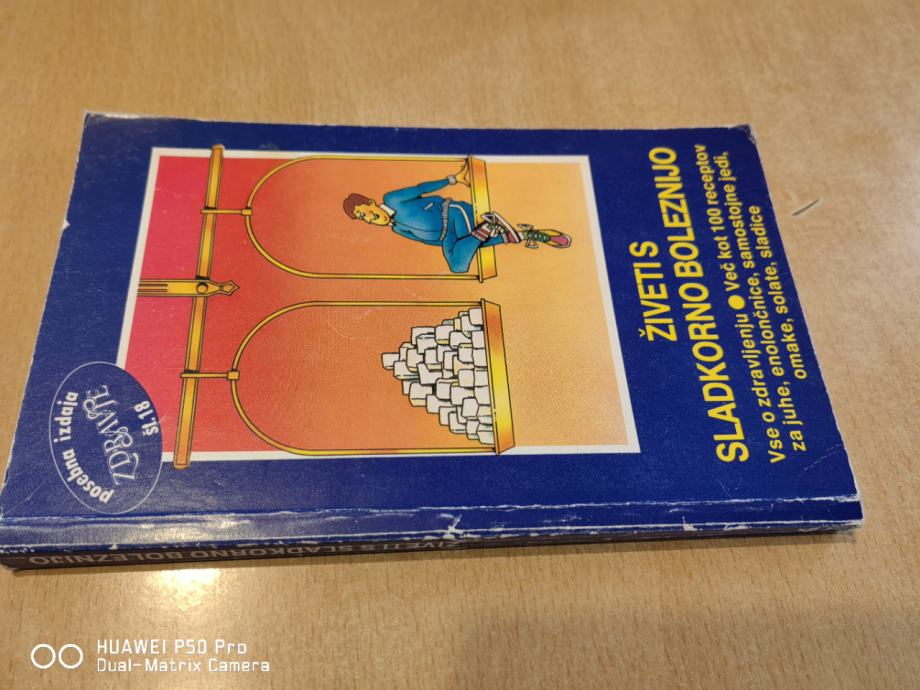 posebna izdaja
ZDRAVJE
št.18
ŽIVETI S
SLADKORNO BOLEZNIJO
Vse o zdravljenju ● Več kot 100 receptov
za juhe, enolončnice, samostojne jedi,
omake, solate, sladice
ŽIVETI S SLADKORNO BOLEZNIJO
HUAWEI P50 Pro
Dual-Matrix Camera